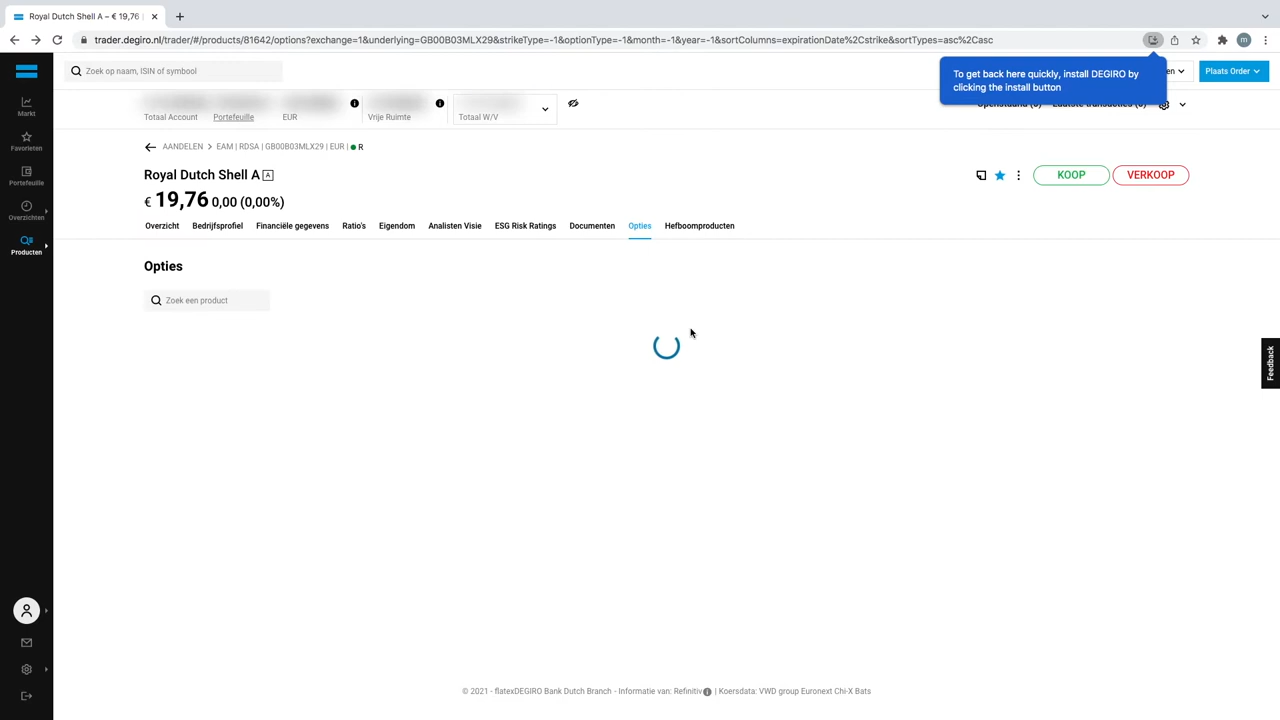 Royal Dutch Shell A – € 19,76
trader.degiro.nl/trader/#/products/81642/options?exchange=1&underlying=GB00B03MLX29&strikeType=-1&optionType=-1&month=-1&year=-1&sortColumns=expirationDate%2Cstrike&sortTypes=asc%2Casc
m
To get back here quickly, install DEGIRO by
clicking the install button
Zoek op naam, ISIN of symbool
en
Plaats Order
Markt
Favorieten
Portefeuille
Overzichten
Producten
Totaal Account
Portefeuille
EUR
Vrije Ruimte
Totaal W/V
AANDELEN > EAM | RDSA | GB00B03MLX29 | EUR | R
Royal Dutch Shell A A
KOOP
VERKOOP
€ 19,76 0,00 (0,00%)
Overzicht
Bedrijfsprofiel
Financiële gegevens
Ratio's
Eigendom
Analisten Visie
ESG Risk Ratings
Documenten
Opties
Hefboomproducten
Opties
Zoek een product
Feedback
© 2021 - flatexDEGIRO Bank Dutch Branch - Informatie van: Refinitiv | Koersdata: VWD group Euronext Chi-X Bats